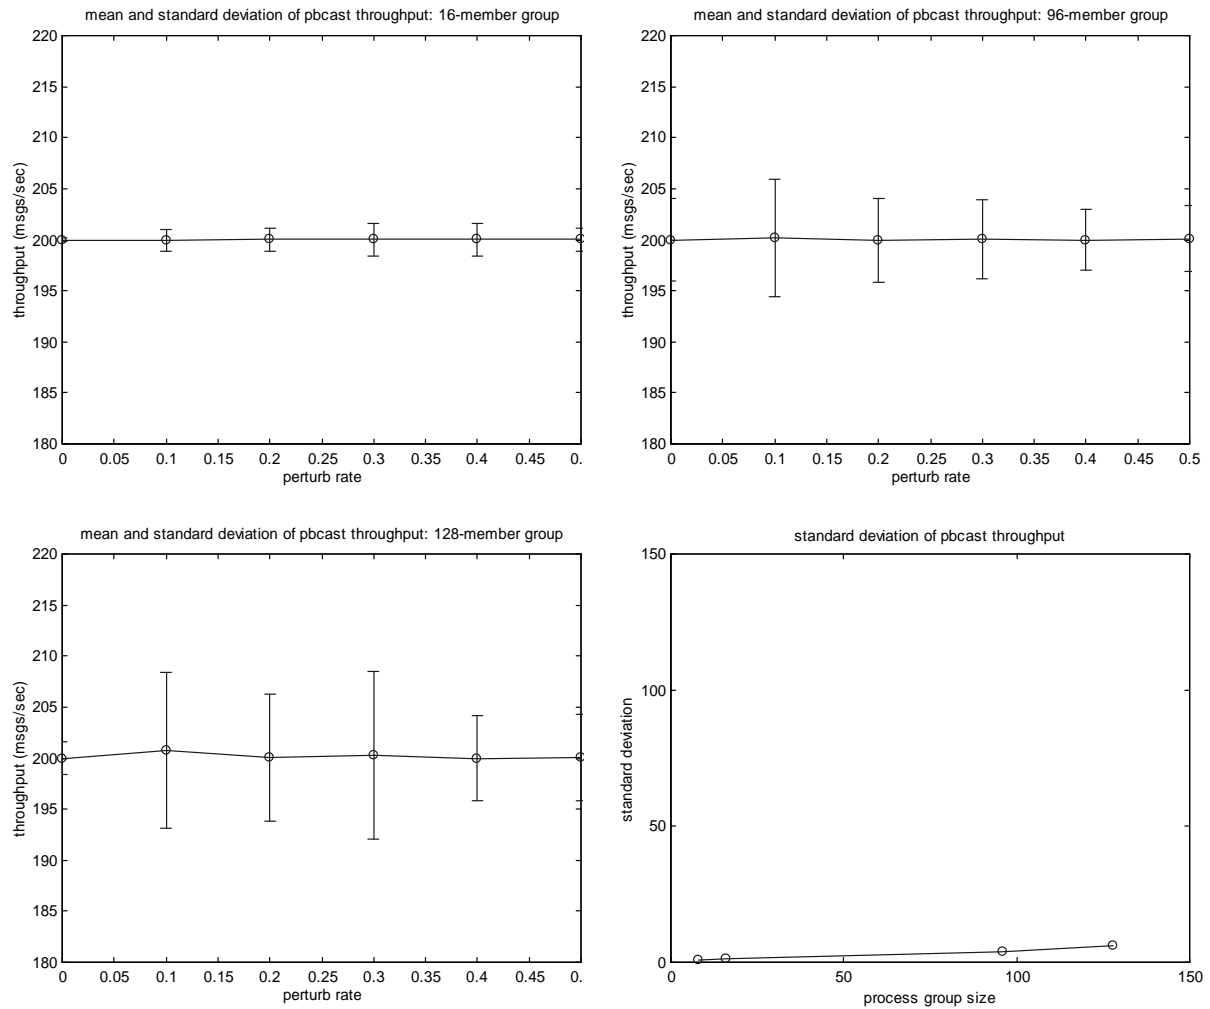 mean and standard deviation of pbcast throughput: 16-member group
220
215
210
205
200
195
190
185
180
throughput (msgs/sec)
0 0.05 0.1 0.15 0.2 0.25 0.3 0.35 0.4 0.45 0.
perturb rate
mean and standard deviation of pbcast throughput: 96-member group
220
215
210
205
200
195
190
185
180
throughput (msgs/sec)
0 0.05 0.1 0.15 0.2 0.25 0.3 0.35 0.4 0.45 0.5
perturb rate
mean and standard deviation of pbcast throughput: 128-member group
220
215
210
205
200
195
190
185
180
throughput (msgs/sec)
0 0.05 0.1 0.15 0.2 0.25 0.3 0.35 0.4 0.45 0.
perturb rate
standard deviation of pbcast throughput
150
100
50
0
standard deviation
0 50 100 150
process group size